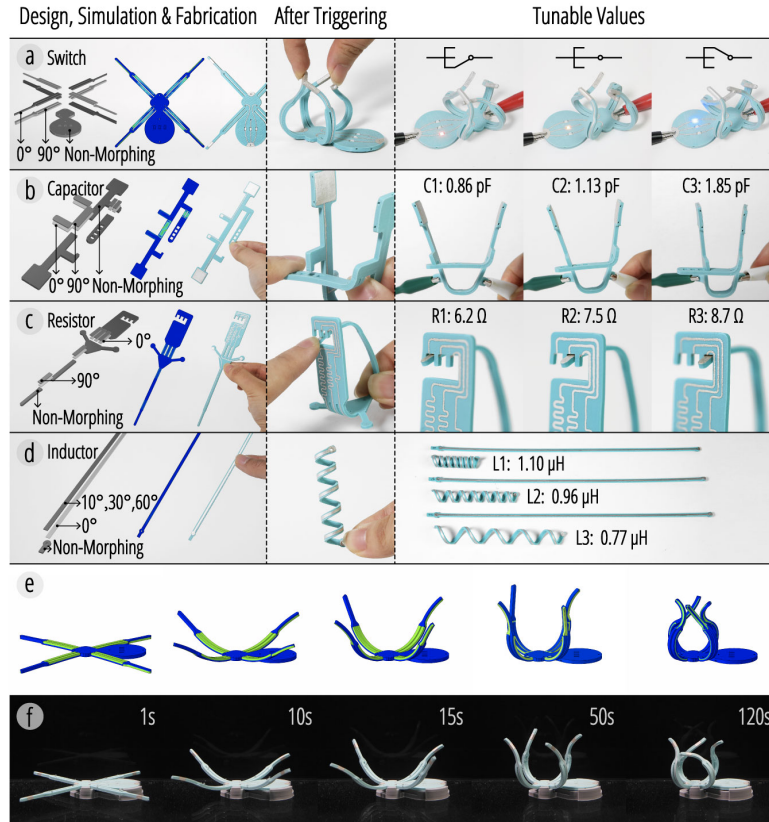 Design, Simulation & Fabrication After Triggering Tunable Values
a Switch
0° 90° Non-Morphing
b Capacitor
0° 90° Non-Morphing
C1: 0.86 pF C2: 1.13 pF C3: 1.85 pF
c Resistor
0°
90°
Non-Morphing
R1: 6.2 Ω R2: 7.5 Ω R3: 8.7 Ω
d Inductor
10°,30°,60°
0°
Non-Morphing
L1: 1.10 μH
L2: 0.96 μH
L3: 0.77 μH
e
f 1s 10s 15s 50s 120s